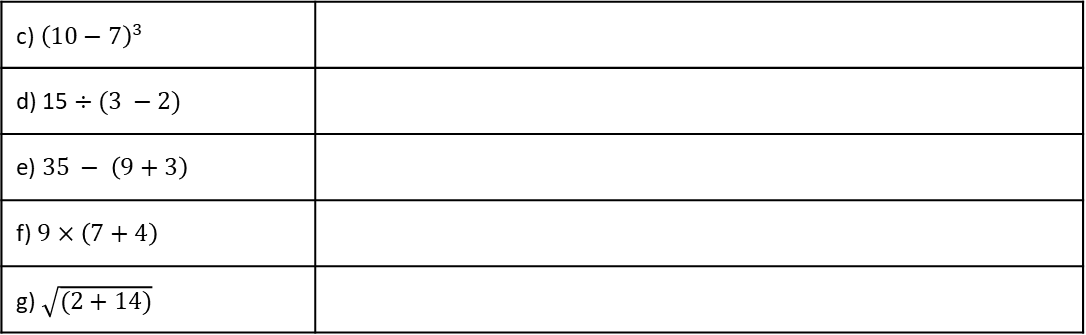 c) (10 − 7)³
d) 15 ÷ (3 − 2)
e) 35 − (9 + 3)
f) 9 × (7 + 4)
g) √(2 + 14)